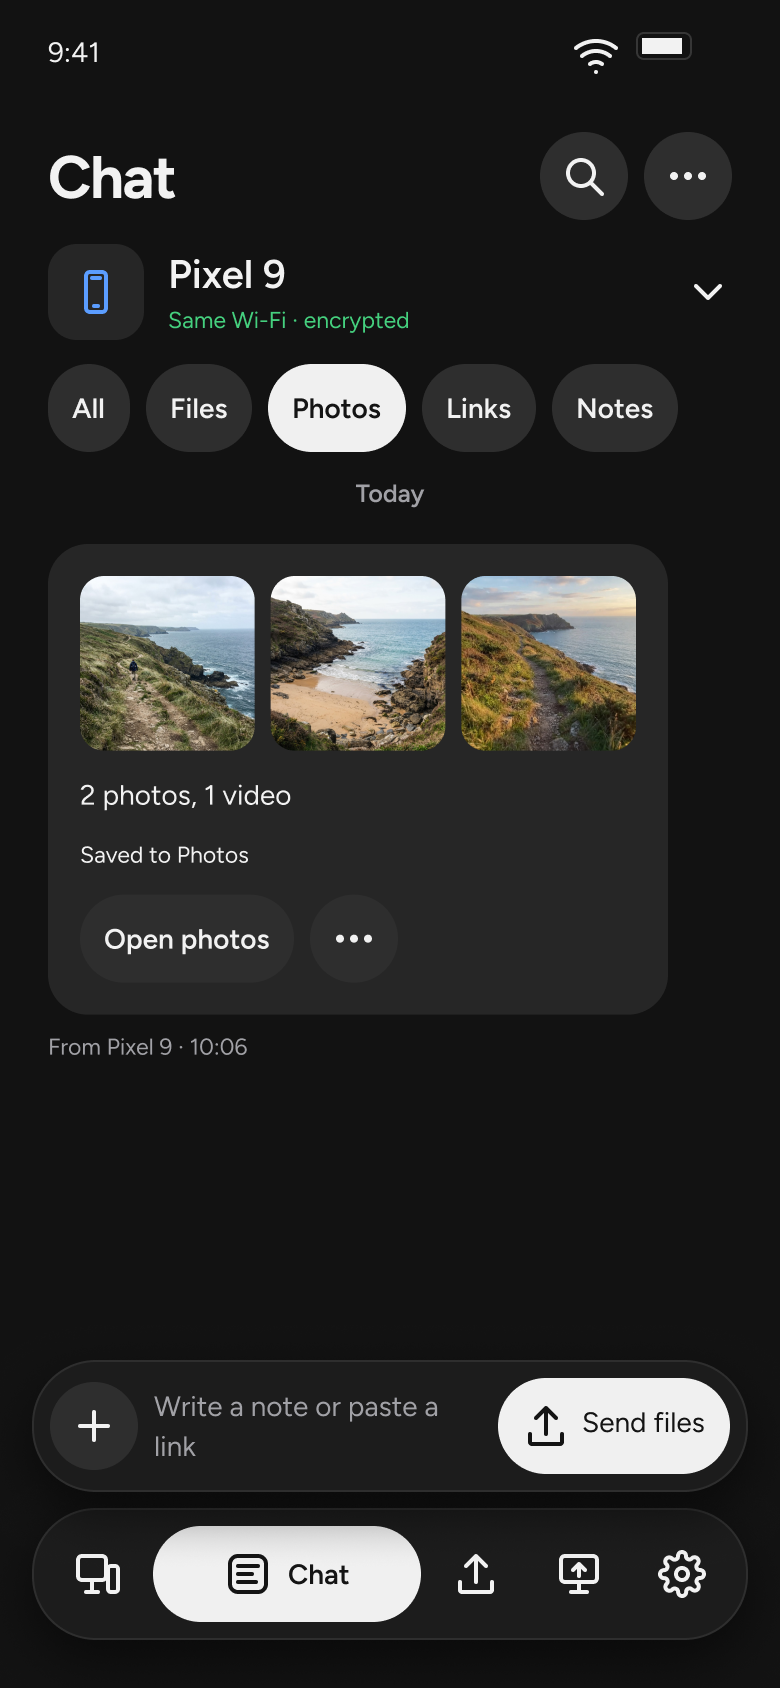 9:41
Chat
Pixel 9
Same Wi-Fi · encrypted
All Files Photos Links Notes
Today
2 photos, 1 video
Saved to Photos
Open photos
From Pixel 9 · 10:06
Write a note or paste a
link
Send files
Chat